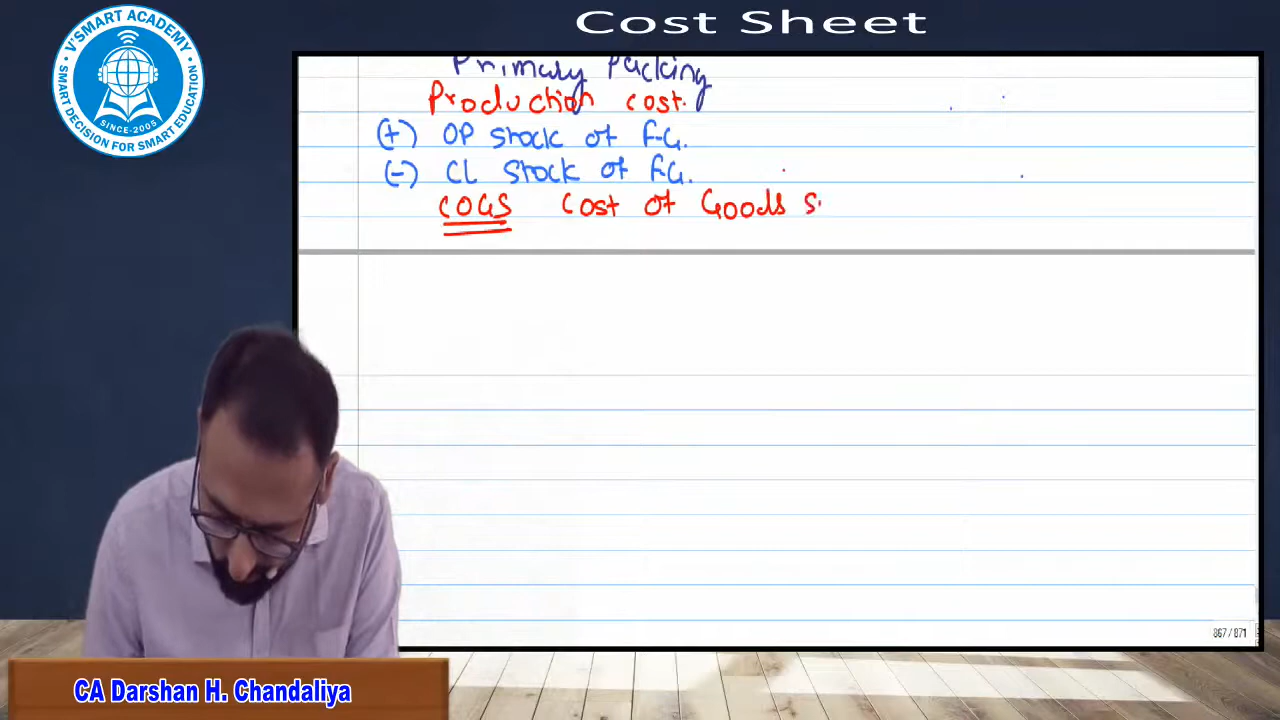 Cost Sheet
V'SMART ACADEMY
SMART DECISION FOR SMART EDUCATION
SINCE-2005
Primary Packing
Production cost.
(+) OP stock of F.G.
(-) CL stock of F.G.
COGS Cost of Goods S
867 / 871
CA Darshan H. Chandaliya